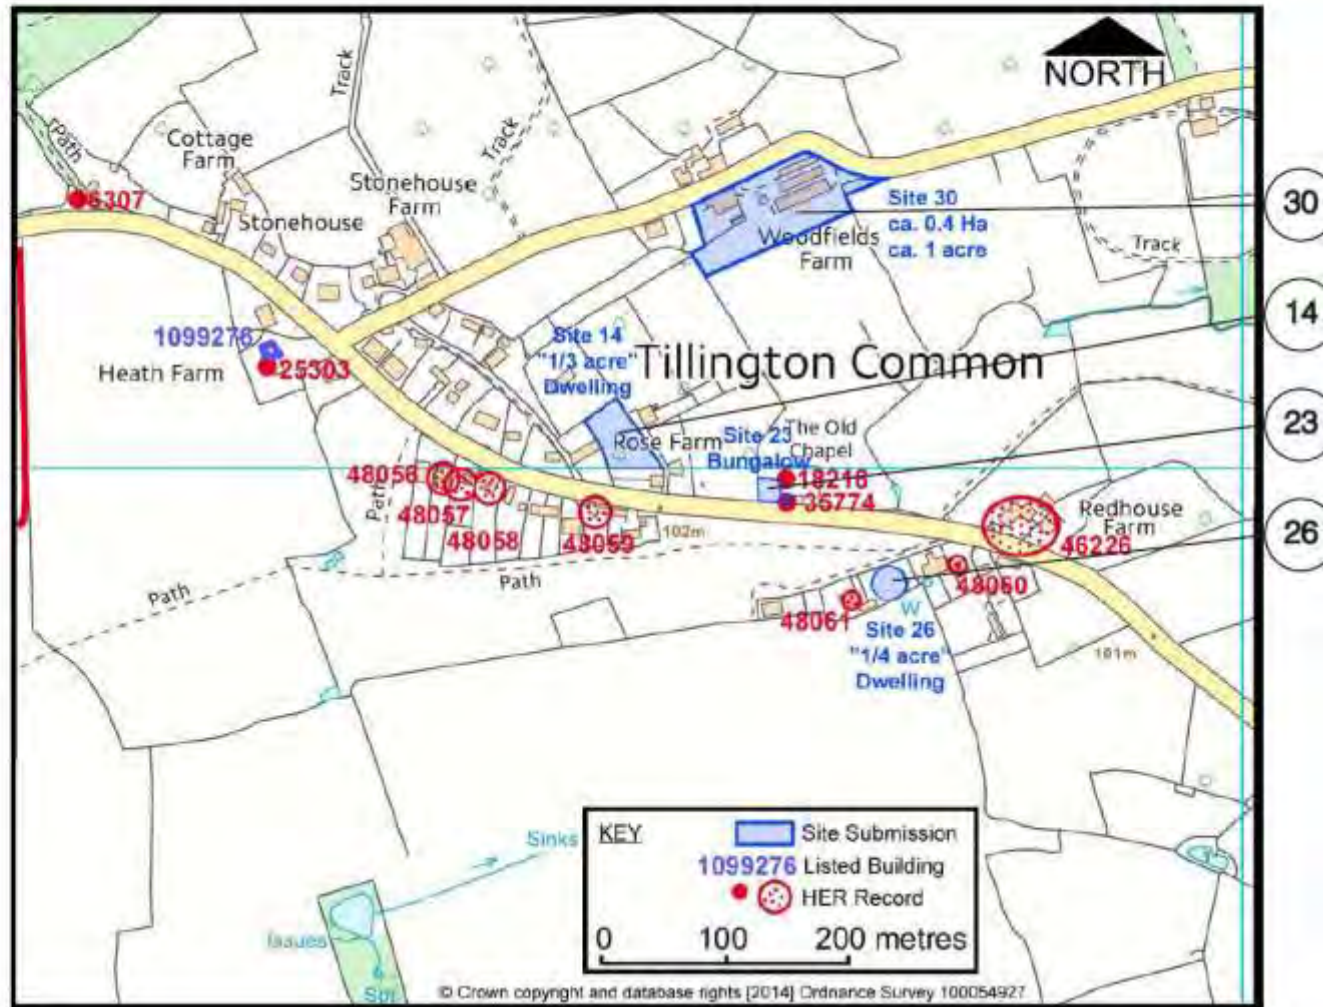 NORTH
Track
Path
Cottage
Farm
Track
Stonehouse
Farm
Stonehouse
6307
30
Site 30
ca. 0.4 Ha
ca. 1 acre
Woodfields
Farm
Track
14
1099276
25303
Heath Farm
Site 14
"1/3 acre"
Dwelling
Tillington Common
23
Rose Farm
Site 23
Bungalow
The Old
Chapel
18216
35774
48056
48057
48058
48059
Path
102m
Redhouse
Farm
46226
26
Path
Path
48060
48061
W
Site 26
"1/4 acre"
Dwelling
101m
Sinks
Issues
Spr
KEY
Site Submission
1099276 Listed Building
HER Record
0 100 200 metres
© Crown copyright and database rights [2014] Ordnance Survey 100054927